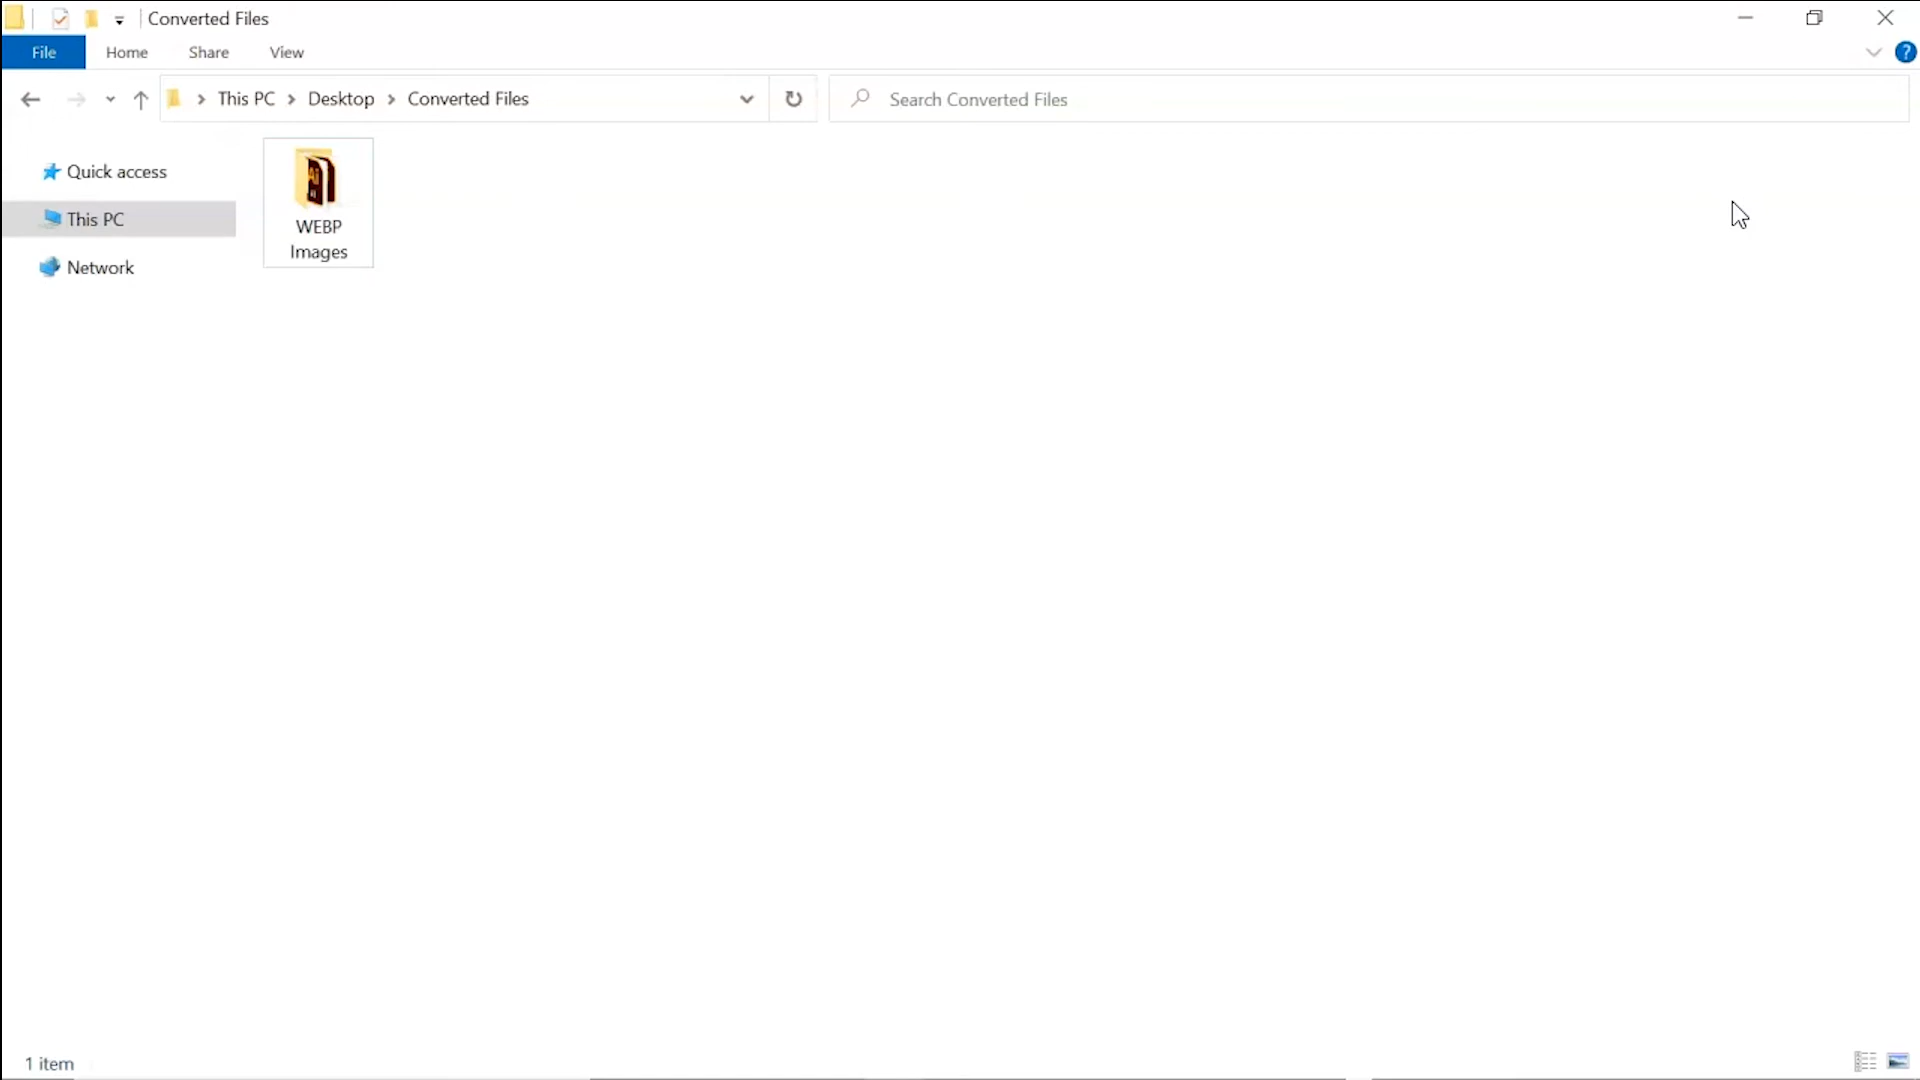 Converted Files
File Home Share View
This PC Desktop Converted Files
Search Converted Files
Quick access
This PC
Network
Ai
WEBP
Images
1 item